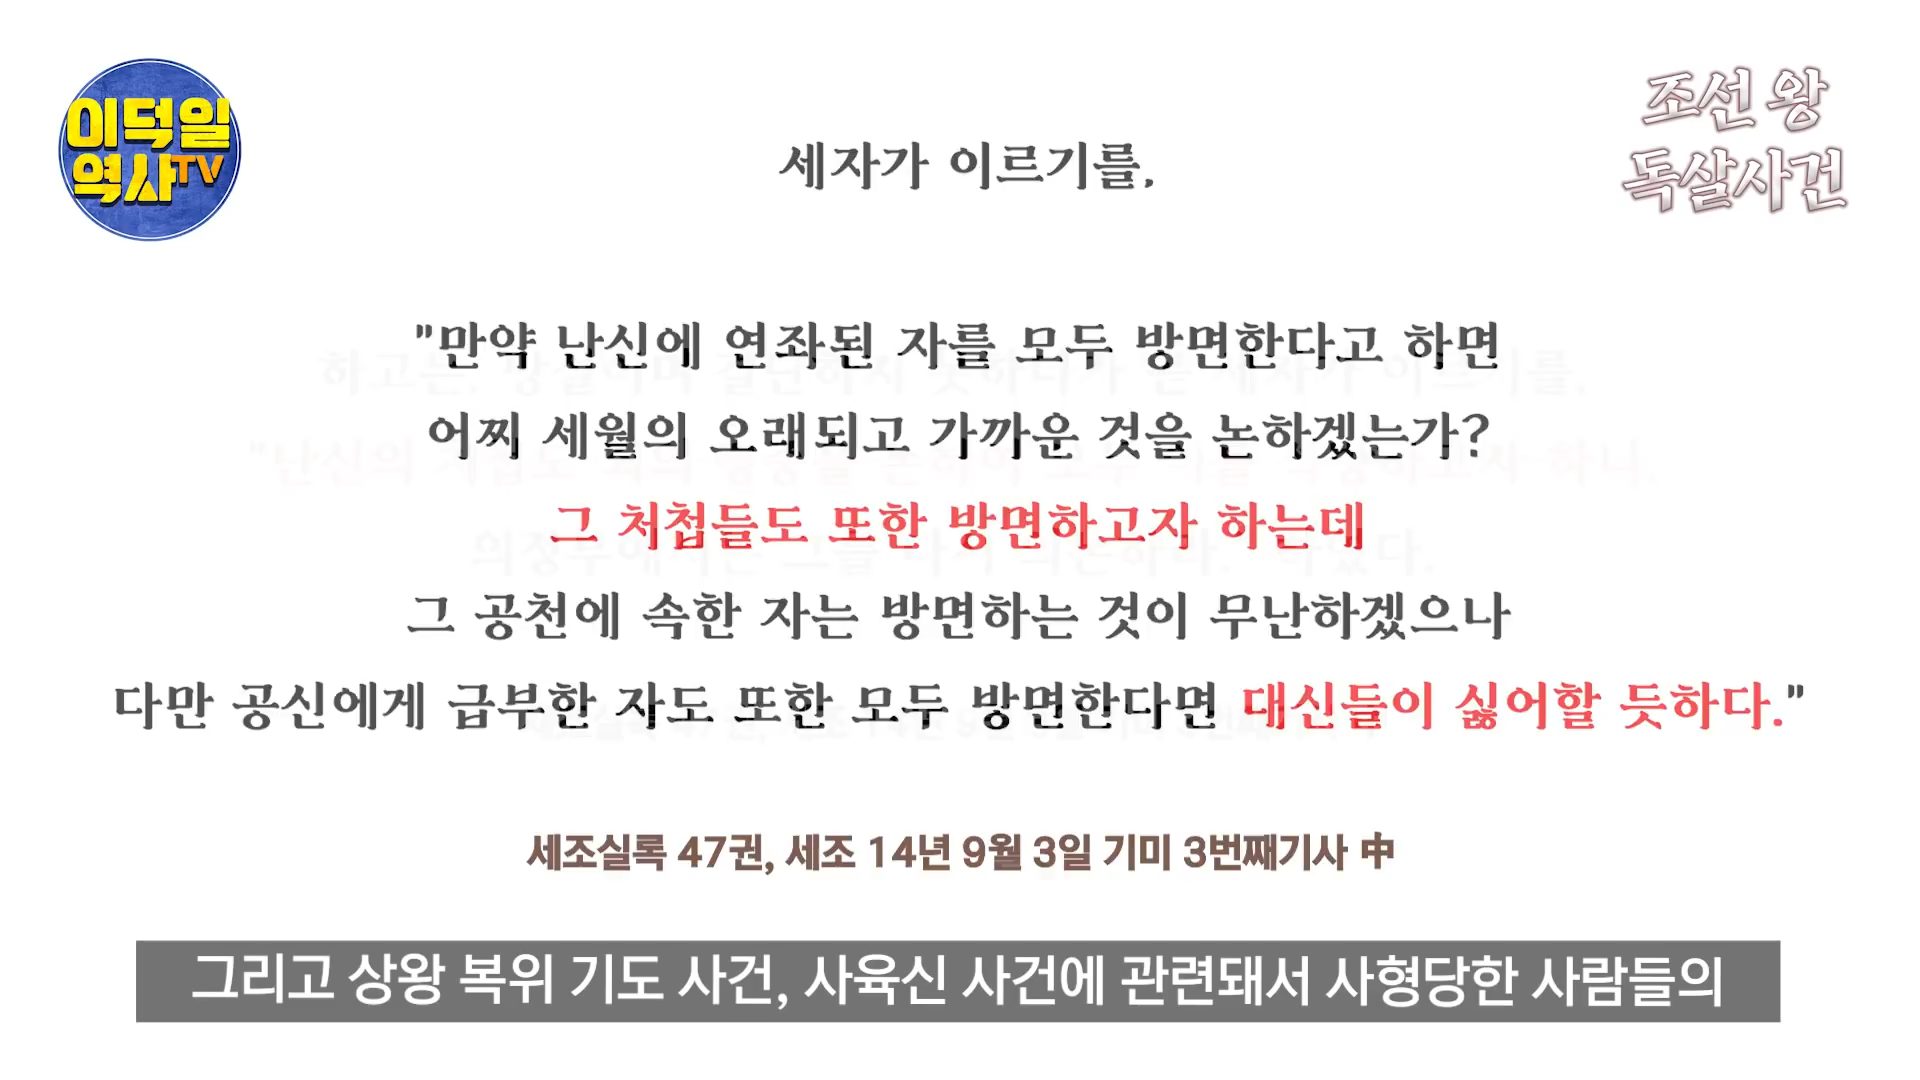 이덕일
역사TV
조선 왕
독살사건
세자가 이르기를,
"만약 난신에 연좌된 자를 모두 방면한다고 하면
어찌 세월의 오래되고 가까운 것을 논하겠는가?
그 처첩들도 또한 방면하고자 하는데
그 공천에 속한 자는 방면하는 것이 무난하겠으나
다만 공신에게 급부한 자도 또한 모두 방면한다면 대신들이 싫어할 듯하다."
세조실록 47권, 세조 14년 9월 3일 기미 3번째기사 中
그리고 상왕 복위 기도 사건, 사육신 사건에 관련돼서 사형당한 사람들의